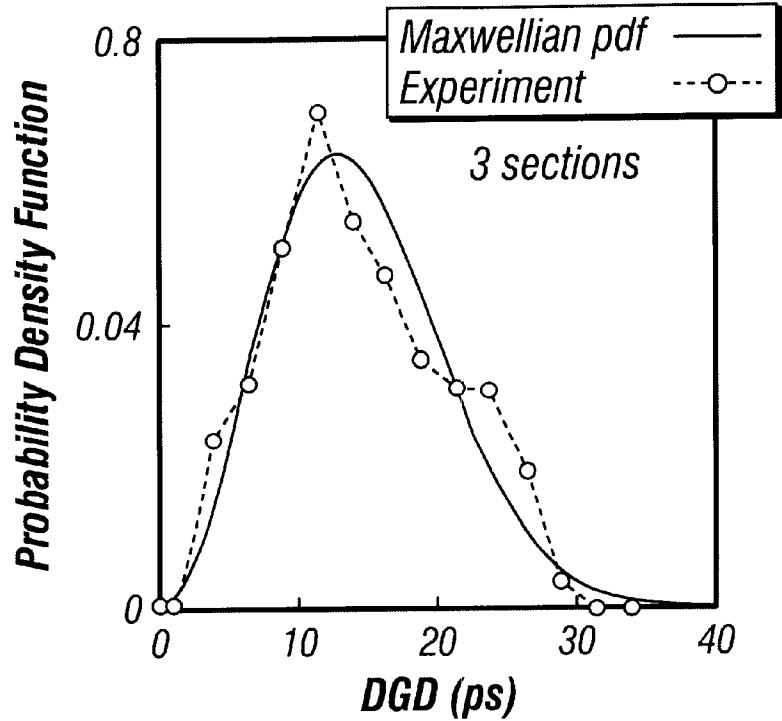 Maxwellian pdf
Experiment
3 sections
Probability Density Function
0.8
0.04
0
0
10
20
30
40
DGD (ps)